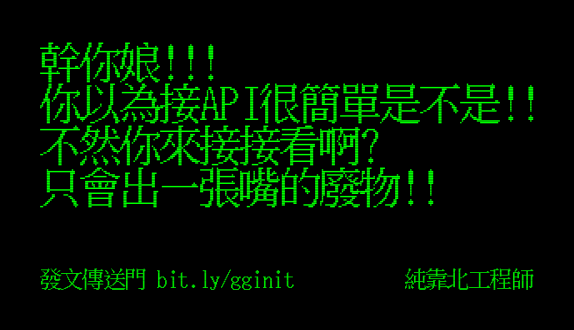 幹你娘!!!
你以為接API很簡單是不是!!
不然你來接接看啊?
只會出一張嘴的廢物!!
發文傳送門 bit.ly/gginit 純靠北工程師